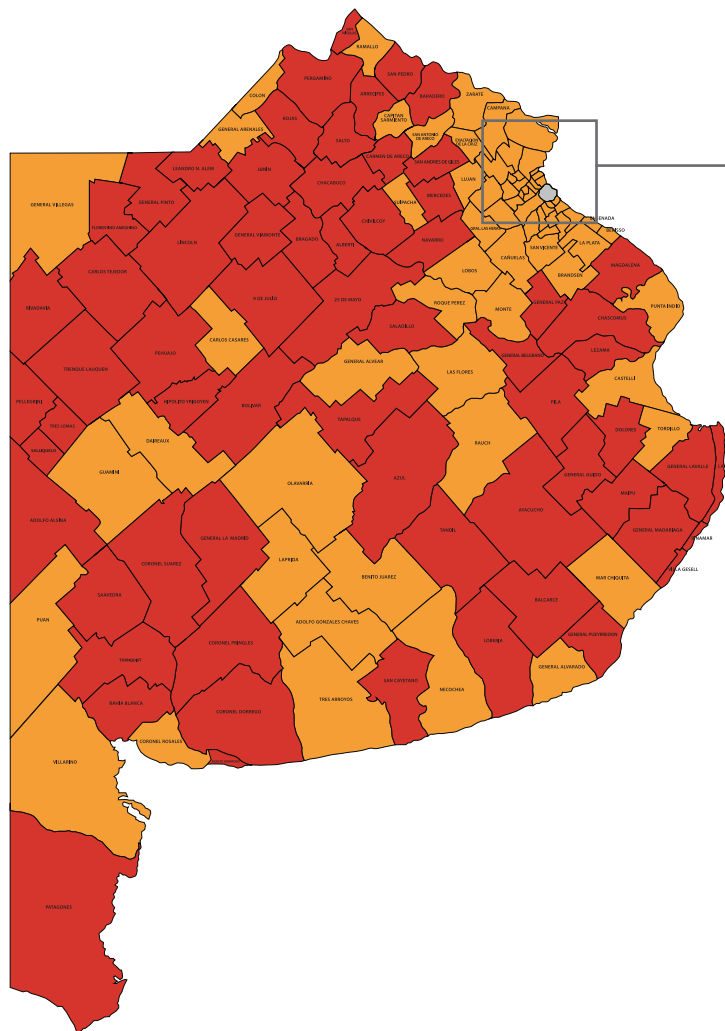 RAMALLO
COLON
PERGAMINO
SAN PEDRO
ARRECIFES
BARADERO
ZARATE
CAMPANA
GENERAL ARENALES
ROJAS
CAPITAN
SARMIENTO
SALTO
SAN ANTONIO
DE ARECO
EXALTACION
DE LA CRUZ
CARMEN DE ARECO
SAN ANDRES DE GILES
LEANDRO N. ALEM
JUNIN
LUJAN
CHACABUCO
GENERAL VILLEGAS
GENERAL PINTO
SUIPACHA
MERCEDES
FLORENTINO AMEGHINO
CHIVILCOY
GRAL. LAS HERAS
ENSENADA
BERISSO
LINCOLN
GENERAL VIAMONTE
BRAGADO
ALBERTI
NAVARRO
SAN VICENTE
LA PLATA
CAÑUELAS
CARLOS TEJEDOR
LOBOS
BRANDSEN
MAGDALENA
RIVADAVIA
9 DE JULIO
25 DE MAYO
ROQUE PEREZ
MONTE
GENERAL PAZ
PUNTA INDIO
CHASCOMUS
SALADILLO
CARLOS CASARES
PEHUAJO
LEZAMA
GENERAL BELGRANO
GENERAL ALVEAR
TRENQUE LAUQUEN
LAS FLORES
CASTELLI
PELLEGRINI
HIPOLITO YRIGOYEN
BOLIVAR
PILA
TRES LOMAS
TAPALQUE
DOLORES
TORDILLO
DAIREAUX
RAUCH
SALLIQUELO
GUAMINI
GENERAL LAVALLE
AZUL
GENERAL GUIDO
OLAVARRIA
MAIPU
AYACUCHO
ADOLFO ALSINA
TANDIL
GENERAL MADARIAGA
GENERAL LA MADRID
LAPRIDA
CORONEL SUAREZ
VILLA GESELL
BENITO JUAREZ
MAR CHIQUITA
SAAVEDRA
BALCARCE
PUAN
ADOLFO GONZALES CHAVES
GENERAL PUEYRREDON
CORONEL PRINGLES
LOBERIA
TORNQUIST
GENERAL ALVARADO
SAN CAYETANO
NECOCHEA
TRES ARROYOS
BAHIA BLANCA
CORONEL DORREGO
CORONEL ROSALES
VILLARINO
PATAGONES